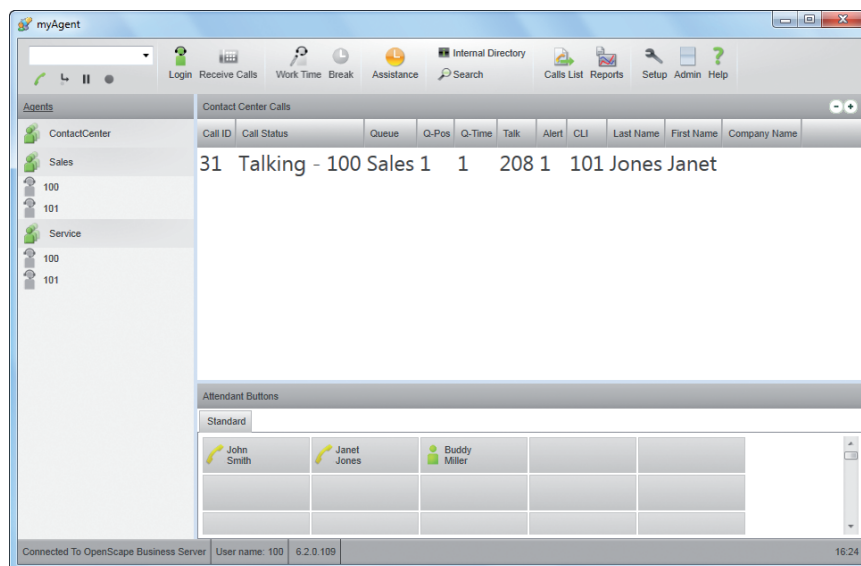 myAgent
Login Receive Calls Work Time Break Assistance Internal Directory Search Calls List Reports Setup Admin Help
Agents
ContactCenter
Sales
100
101
Service
100
101
Contact Center Calls
Call ID Call Status Queue Q-Pos Q-Time Talk Alert CLI Last Name First Name Company Name
31 Talking - 100 Sales 1 1 208 1 101 Jones Janet
Attendant Buttons
Standard
John Smith
Janet Jones
Buddy Miller
Connected To OpenScape Business Server User name: 100 6.2.0.109 16:24